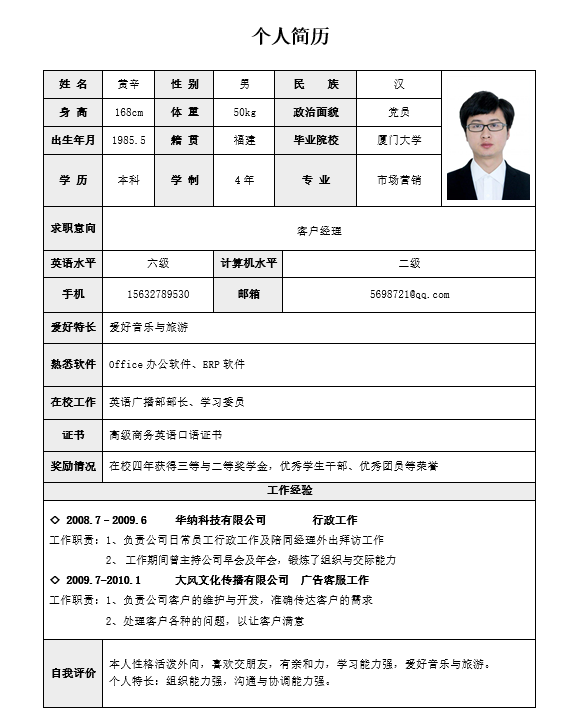 个人简历
姓 名 黄辛 性 别 男 民 族 汉
身 高 168cm 体 重 50kg 政治面貌 党员
出生年月 1985.5 籍 贯 福建 毕业院校 厦门大学
学 历 本科 学 制 4 年 专 业 市场营销
求职意向 客户经理
英语水平 六级 计算机水平 二级
手机 15632789530 邮箱 5698721@qq.com
爱好特长 爱好音乐与旅游
熟悉软件 Office 办公软件、ERP 软件
在校工作 英语广播部部长、学习委员
证书 高级商务英语口语证书
奖励情况 在校四年获得三等与二等奖学金，优秀学生干部、优秀团员等荣誉
工作经验
◇ 2008.7－2009.6 华纳科技有限公司 行政工作
工作职责：1、负责公司日常员工行政工作及陪同经理外出拜访工作
2、 工作期间曾主持公司早会及年会，锻炼了组织与交际能力
◇ 2009.7-2010.1 大风文化传播有限公司 广告客服工作
工作职责：1、负责公司客户的维护与开发，准确传达客户的需求
2、处理客户各种的问题，以让客户满意
自我评价 本人性格活泼外向，喜欢交朋友，有亲和力，学习能力强，爱好音乐与旅游。
个人特长：组织能力强，沟通与协调能力强。